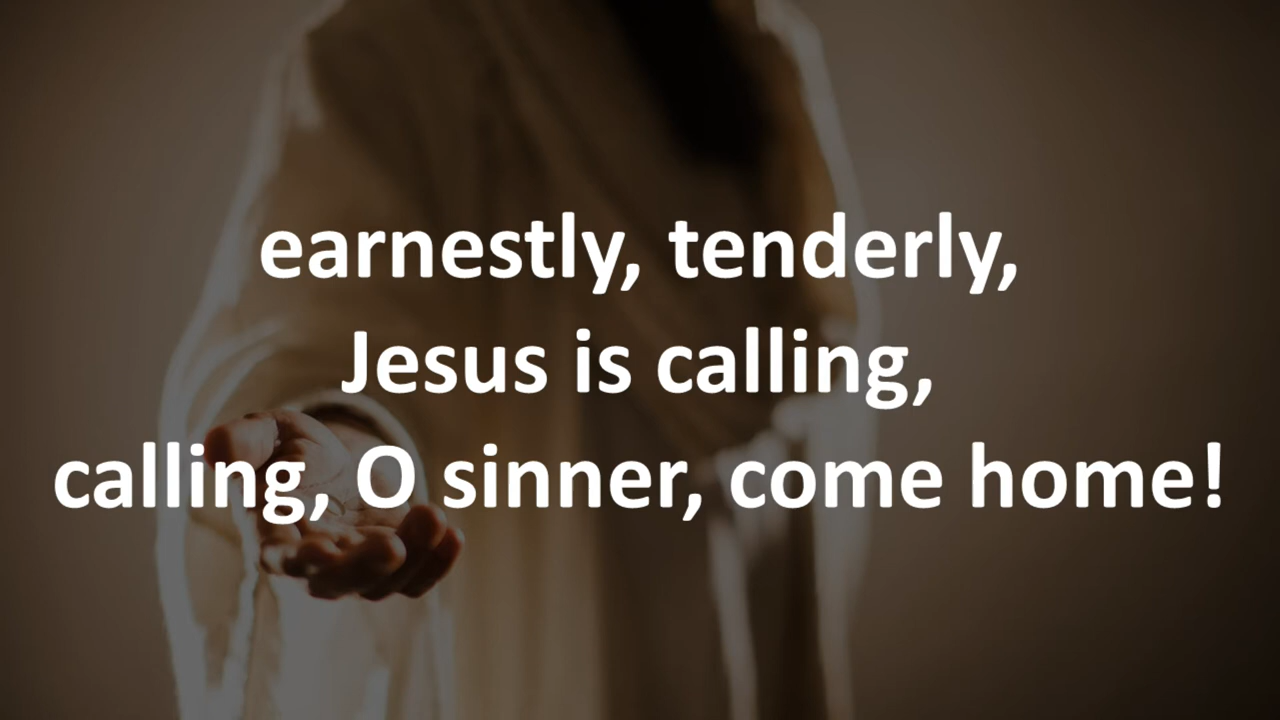 earnestly, tenderly,
Jesus is calling,
calling, O sinner, come home!